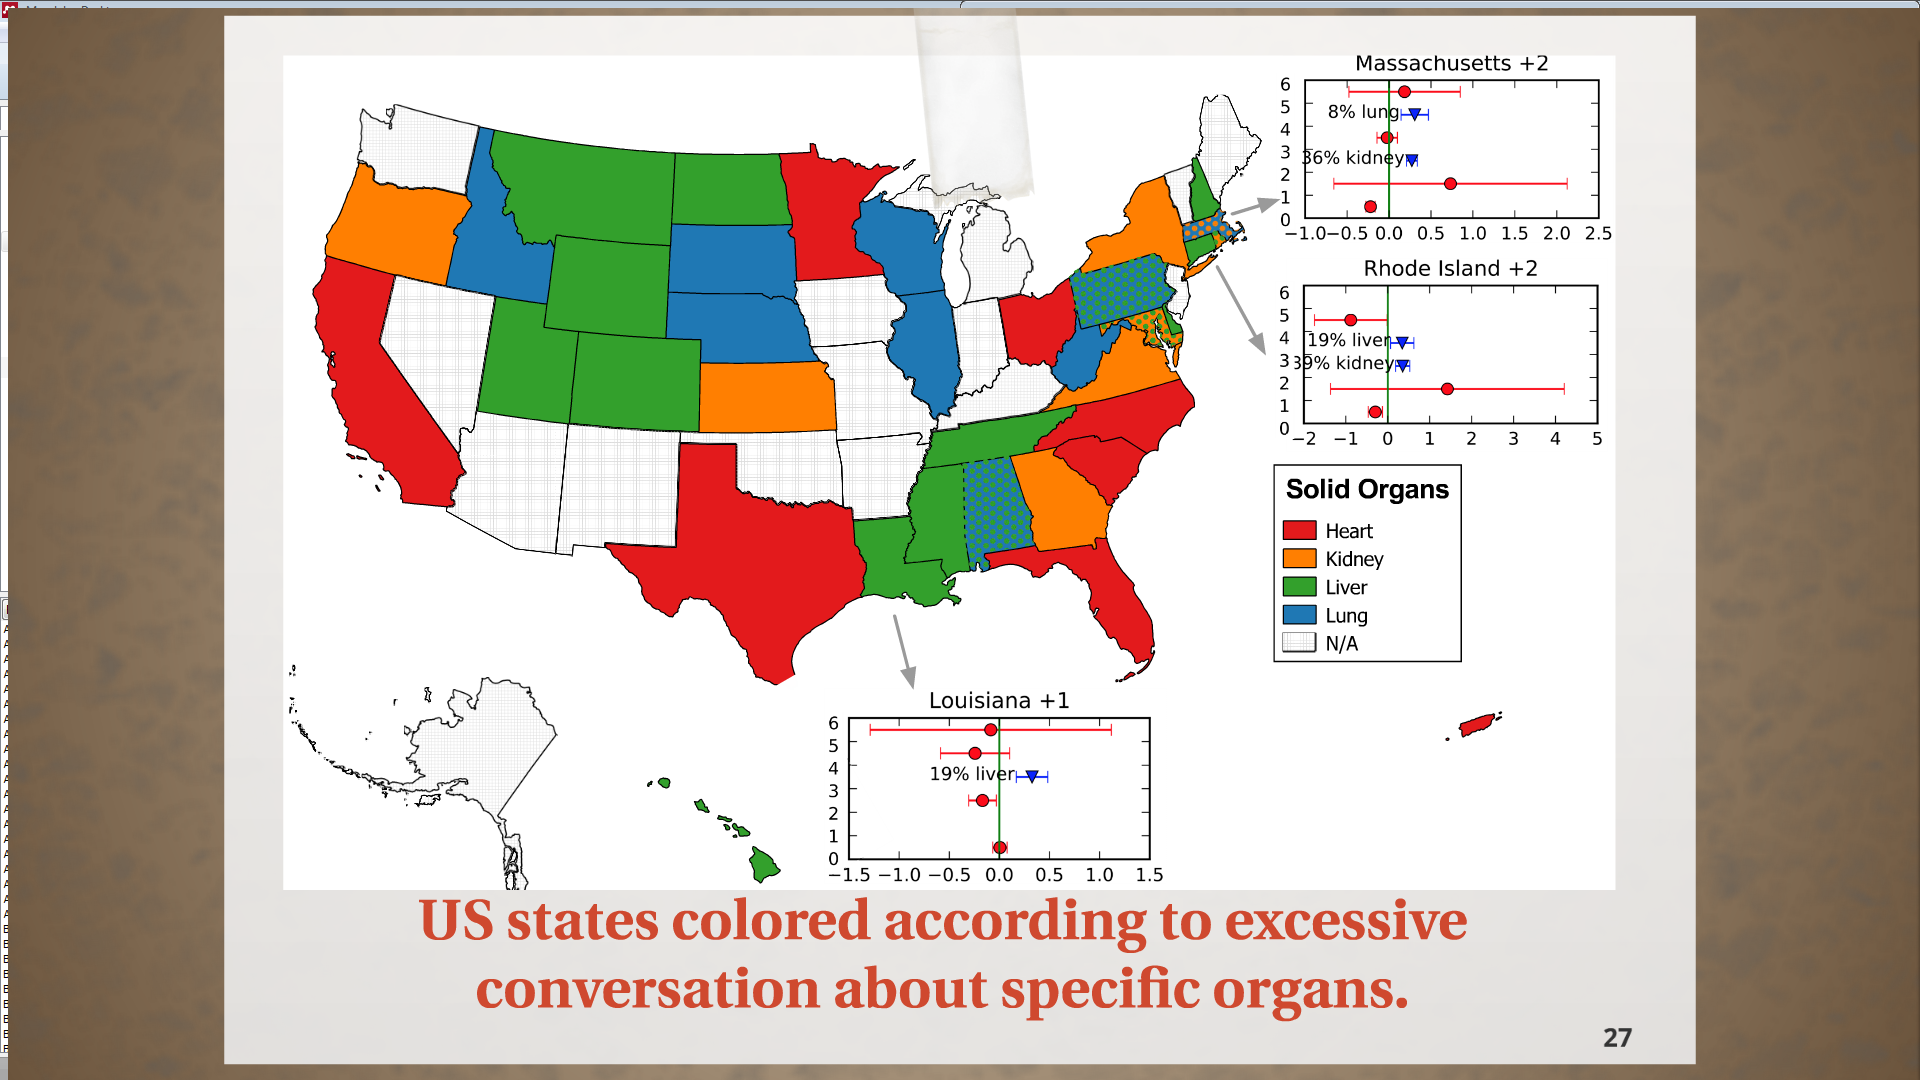 Massachusetts +2
6
5
8% lung
4
3
36% kidney
2
1
0
−1.0 −0.5 0.0 0.5 1.0 1.5 2.0 2.5
Rhode Island +2
6
5
4
19% liver
3
39% kidney
2
1
0
−2 −1 0 1 2 3 4 5
Solid Organs
Heart
Kidney
Liver
Lung
N/A
Louisiana +1
6
5
4
19% liver
3
2
1
0
−1.5 −1.0 −0.5 0.0 0.5 1.0 1.5
US states colored according to excessive
conversation about specific organs.
27